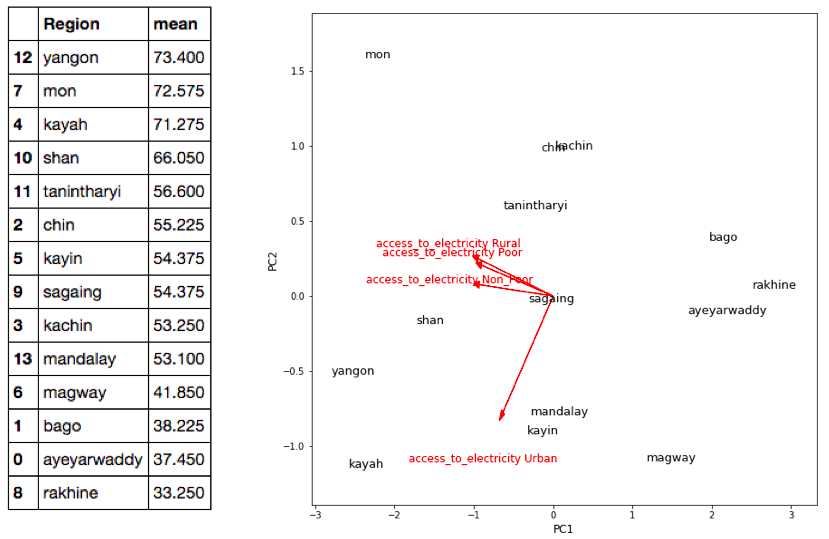 Region mean
12 yangon 73.400
7 mon 72.575
4 kayah 71.275
10 shan 66.050
11 tanintharyi 56.600
2 chin 55.225
5 kayin 54.375
9 sagaing 54.375
3 kachin 53.250
13 mandalay 53.100
6 magway 41.850
1 bago 38.225
0 ayeyarwaddy 37.450
8 rakhine 33.250
PC2
1.5
1.0
0.5
0.0
−0.5
−1.0
mon
chin
kachin
tanintharyi
bago
access_to_electricity Rural
access_to_electricity Poor
access_to_electricity Non_Poor
rakhine
sagaing
ayeyarwaddy
shan
yangon
mandalay
kayin
access_to_electricity Urban
magway
kayah
−3 −2 −1 0 1 2 3
PC1